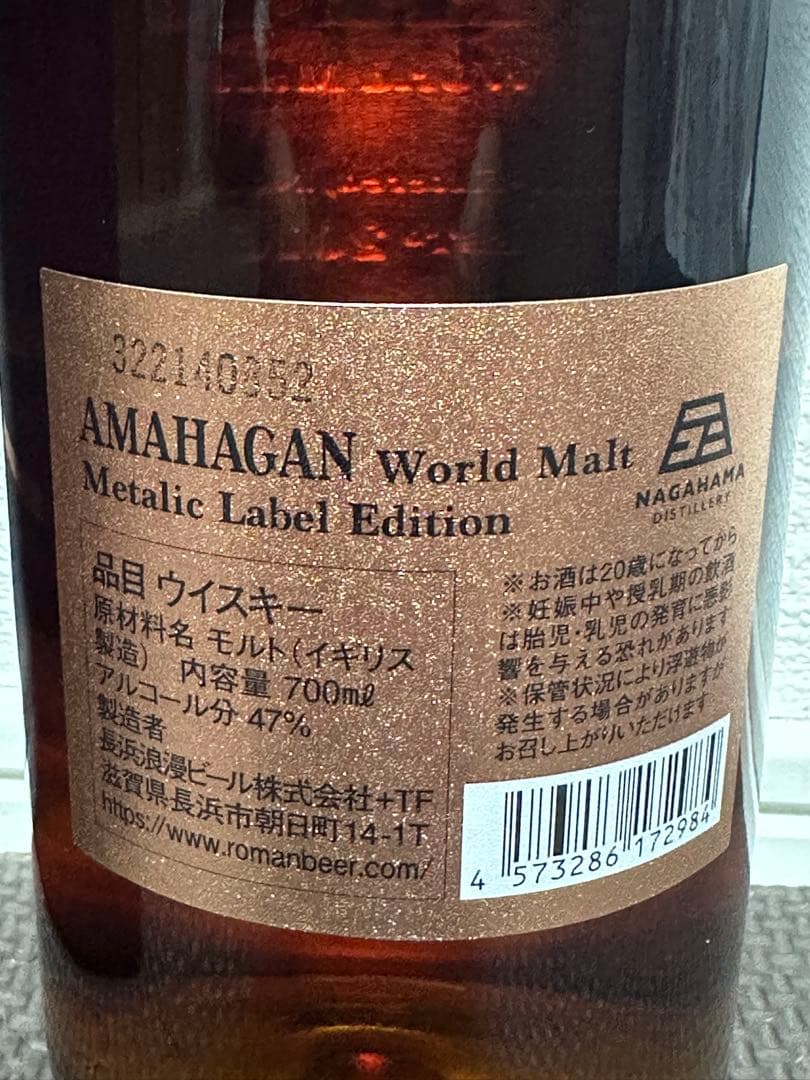 322140352
AMAHAGAN World Malt
Metalic Label Edition
NAGAHAMA
DISTILLERY
品目 ウイスキー
原材料名 モルト(イギリス
製造) 内容量 700mℓ
アルコール分 47%
製造者
長浜浪漫ビール株式会社+TF
滋賀県長浜市朝日町14-1T
https://www.romanbeer.com/
※お酒は20歳になってから
※妊娠中や授乳期の飲酒
は胎児・乳児の発育に悪影
響を与える恐れがあります
※保管状況により浮遊物が
発生する場合がありますが
お召し上がりいただけます
4 573286 172984